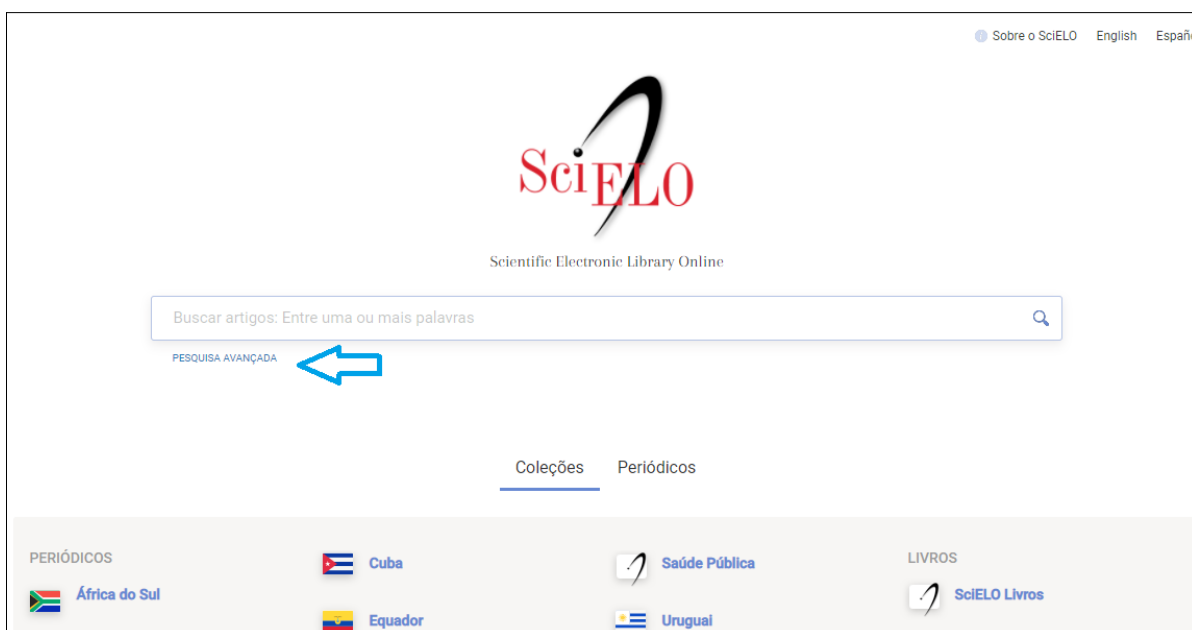 Sobre o SciELO English Españ
SciELO
Scientific Electronic Library Online
Buscar artigos: Entre uma ou mais palavras
PESQUISA AVANÇADA
Coleções Periódicos
PERIÓDICOS
África do Sul
Cuba
Equador
Saúde Pública
Uruguai
LIVROS
SciELO Livros